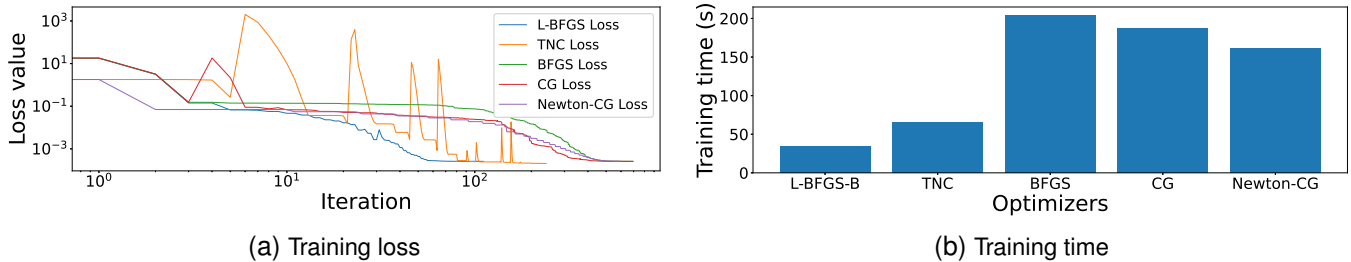 10³
10¹
10⁻¹
10⁻³
Loss value
L-BFGS Loss
TNC Loss
BFGS Loss
CG Loss
Newton-CG Loss
10⁰
10¹
10²
Iteration
(a) Training loss
200
150
100
50
0
Training time (s)
L-BFGS-B
TNC
BFGS
CG
Newton-CG
Optimizers
(b) Training time